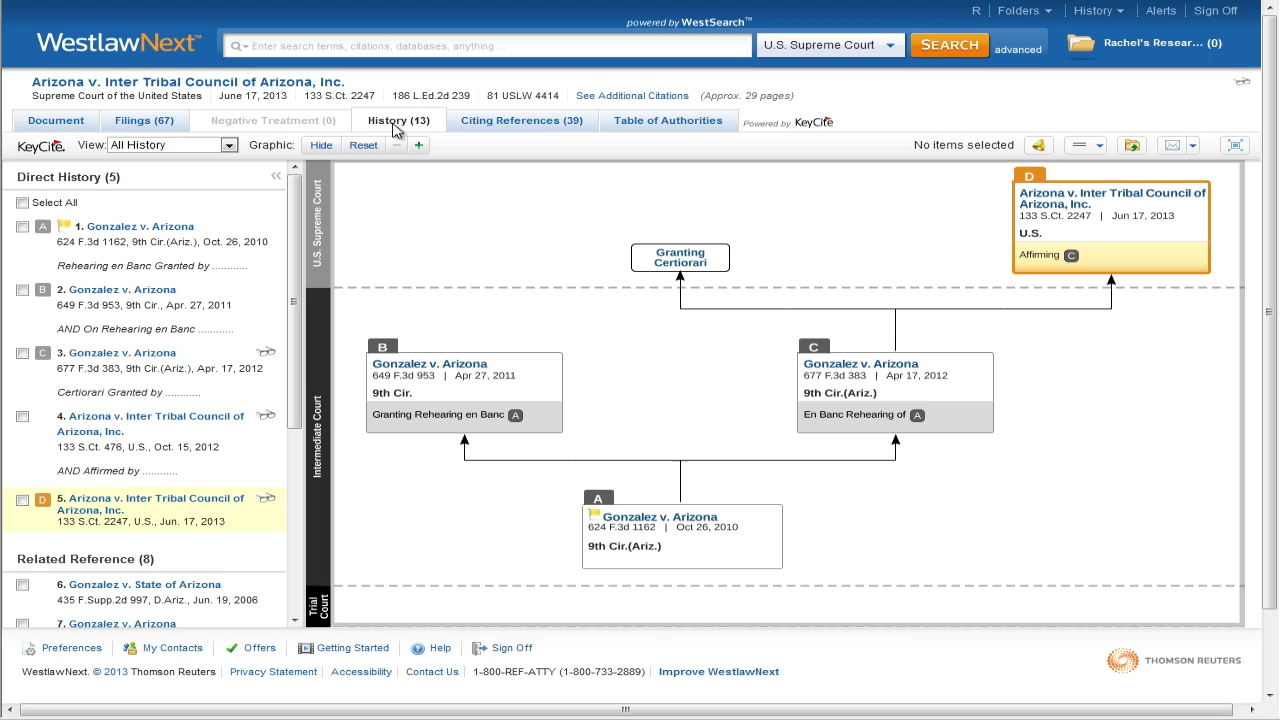 R Folders History Alerts Sign Off
powered by WestSearch™
WestlawNext™
Enter search terms, citations, databases, anything ...
U.S. Supreme Court
SEARCH
advanced
Rachel's Resear... (0)
Arizona v. Inter Tribal Council of Arizona, Inc.
Supreme Court of the United States June 17, 2013 133 S.Ct. 2247 186 L.Ed.2d 239 81 USLW 4414 See Additional Citations (Approx. 29 pages)
Document Filings (67) Negative Treatment (0) History (13) Citing References (39) Table of Authorities Powered by KeyCite
KeyCite. View: All History Graphic: Hide Reset − + No items selected
Direct History (5)
Select All
A 1. Gonzalez v. Arizona
624 F.3d 1162, 9th Cir.(Ariz.), Oct. 26, 2010
Rehearing en Banc Granted by ............
B 2. Gonzalez v. Arizona
649 F.3d 953, 9th Cir., Apr. 27, 2011
AND On Rehearing en Banc ............
C 3. Gonzalez v. Arizona
677 F.3d 383, 9th Cir.(Ariz.), Apr. 17, 2012
Certiorari Granted by ............
4. Arizona v. Inter Tribal Council of
Arizona, Inc.
133 S.Ct. 476, U.S., Oct. 15, 2012
AND Affirmed by ............
D 5. Arizona v. Inter Tribal Council of
Arizona, Inc.
133 S.Ct. 2247, U.S., Jun. 17, 2013
Related Reference (8)
6. Gonzalez v. State of Arizona
435 F.Supp.2d 997, D.Ariz., Jun. 19, 2006
7. Gonzalez v. Arizona
U.S. Supreme Court
Intermediate Court
Trial
Court
D
Arizona v. Inter Tribal Council of
Arizona, Inc.
133 S.Ct. 2247 | Jun 17, 2013
U.S.
Affirming C
Granting
Certiorari
B
Gonzalez v. Arizona
649 F.3d 953 | Apr 27, 2011
9th Cir.
Granting Rehearing en Banc A
C
Gonzalez v. Arizona
677 F.3d 383 | Apr 17, 2012
9th Cir.(Ariz.)
En Banc Rehearing of A
A
Gonzalez v. Arizona
624 F.3d 1162 | Oct 26, 2010
9th Cir.(Ariz.)
Preferences My Contacts Offers Getting Started Help Sign Off
WestlawNext. © 2013 Thomson Reuters Privacy Statement Accessibility Contact Us 1-800-REF-ATTY (1-800-733-2889) Improve WestlawNext
THOMSON REUTERS